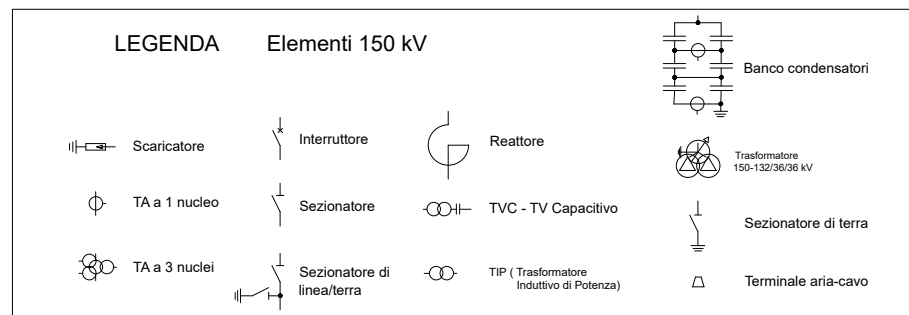 LEGENDA Elementi 150 kV
Banco condensatori
Scaricatore
Interruttore
Reattore
Trasformatore
150-132/36/36 kV
TA a 1 nucleo
Sezionatore
TVC - TV Capacitivo
Sezionatore di terra
TA a 3 nuclei
Sezionatore di
linea/terra
TIP ( Trasformatore
Induttivo di Potenza)
Terminale aria-cavo